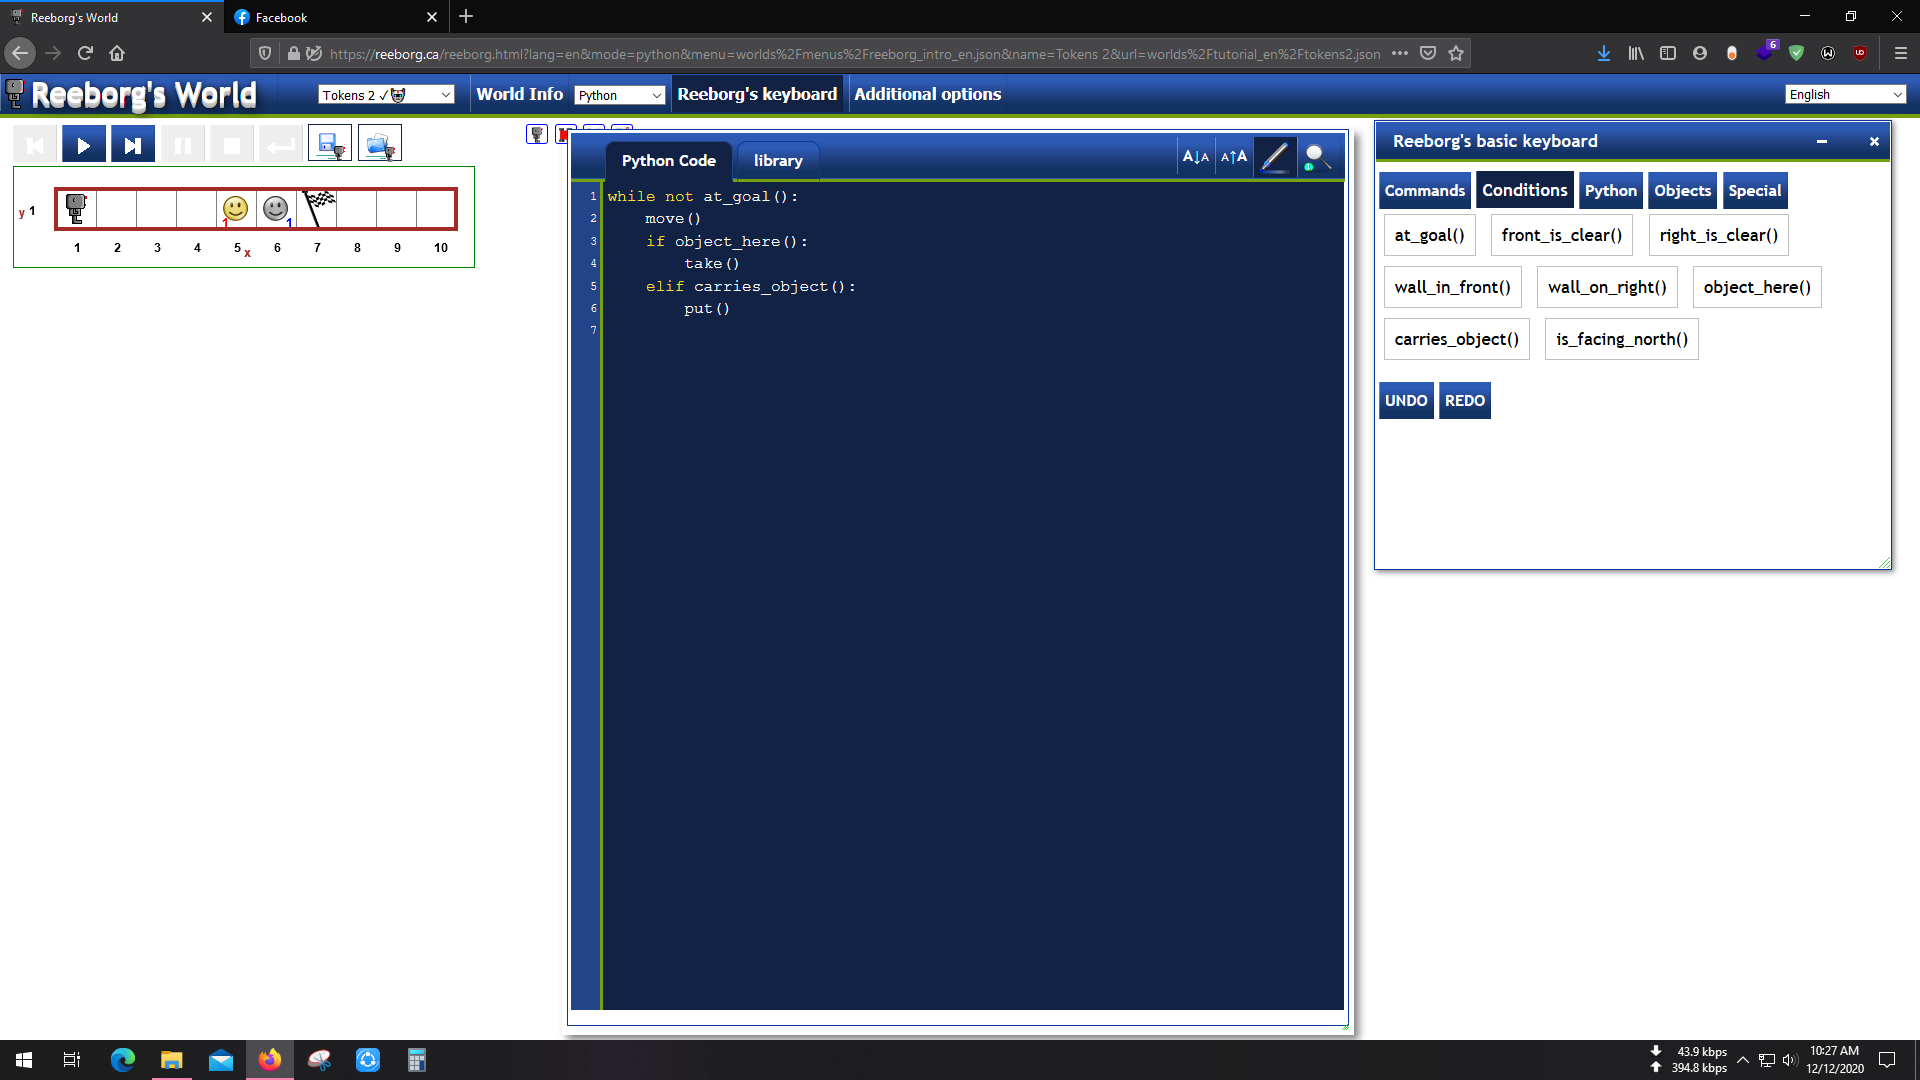 Reeborg's World
Facebook
https://reeborg.ca/reeborg.html?lang=en&mode=python&menu=worlds%2Fmenus%2Freeborg_intro_en.json&name=Tokens 2&url=worlds%2Ftutorial_en%2Ftokens2.json
6
Reeborg's World
Tokens 2
World Info
Python
Reeborg's keyboard
Additional options
English
y 1
1
1
1 2 3 4 5 6 7 8 9 10
x
Python Code
library
A↓A
A↑A
1 while not at_goal():
2 move()
3 if object_here():
4 take()
5 elif carries_object():
6 put()
7
Reeborg's basic keyboard
Commands
Conditions
Python
Objects
Special
at_goal()
front_is_clear()
right_is_clear()
wall_in_front()
wall_on_right()
object_here()
carries_object()
is_facing_north()
UNDO
REDO
43.9 kbps
394.8 kbps
10:27 AM
12/12/2020